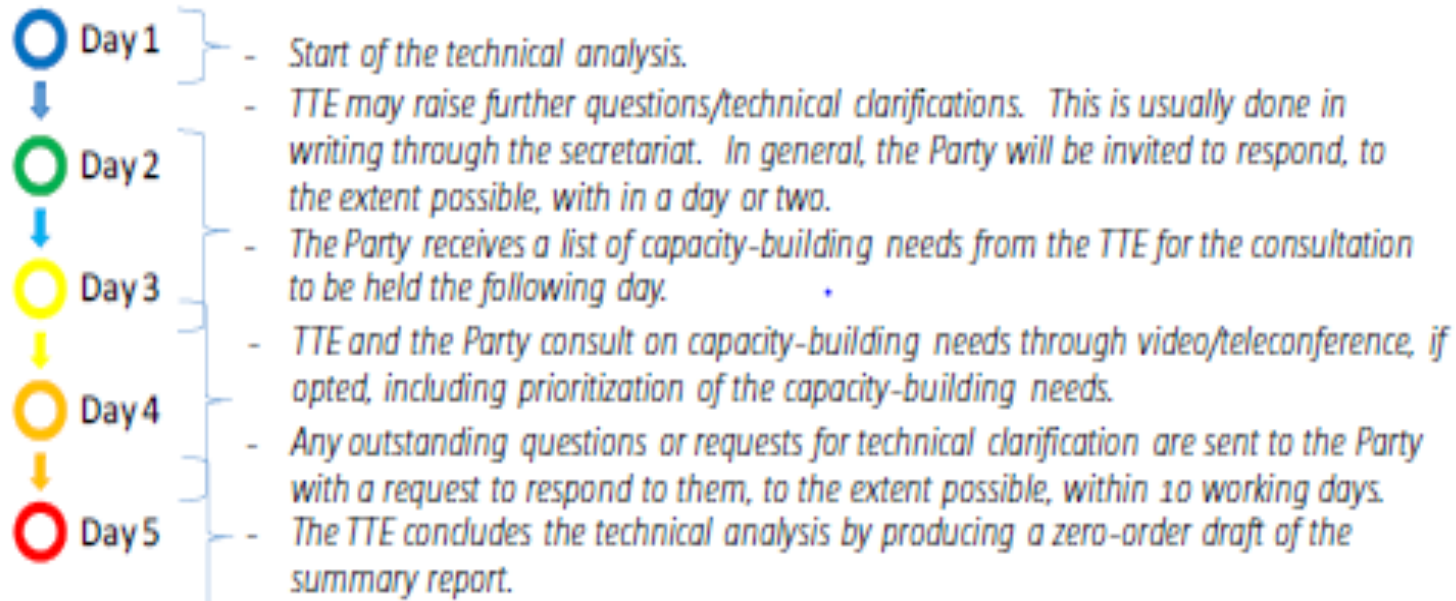 Day 1
- Start of the technical analysis.
- TTE may raise further questions/technical clarifications. This is usually done in
Day 2
writing through the secretariat. In general, the Party will be invited to respond, to
the extent possible, with in a day or two.
- The Party receives a list of capacity-building needs from the TTE for the consultation
Day 3
to be held the following day.
- TTE and the Party consult on capacity-building needs through video/teleconference, if
opted, including prioritization of the capacity-building needs.
Day 4
- Any outstanding questions or requests for technical clarification are sent to the Party
with a request to respond to them, to the extent possible, within 10 working days.
Day 5
- The TTE concludes the technical analysis by producing a zero-order draft of the
summary report.